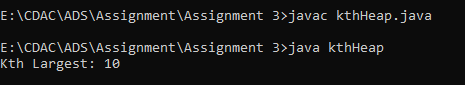 E:\CDAC\ADS\Assignment\Assignment 3>javac kthHeap.java
E:\CDAC\ADS\Assignment\Assignment 3>java kthHeap
Kth Largest: 10